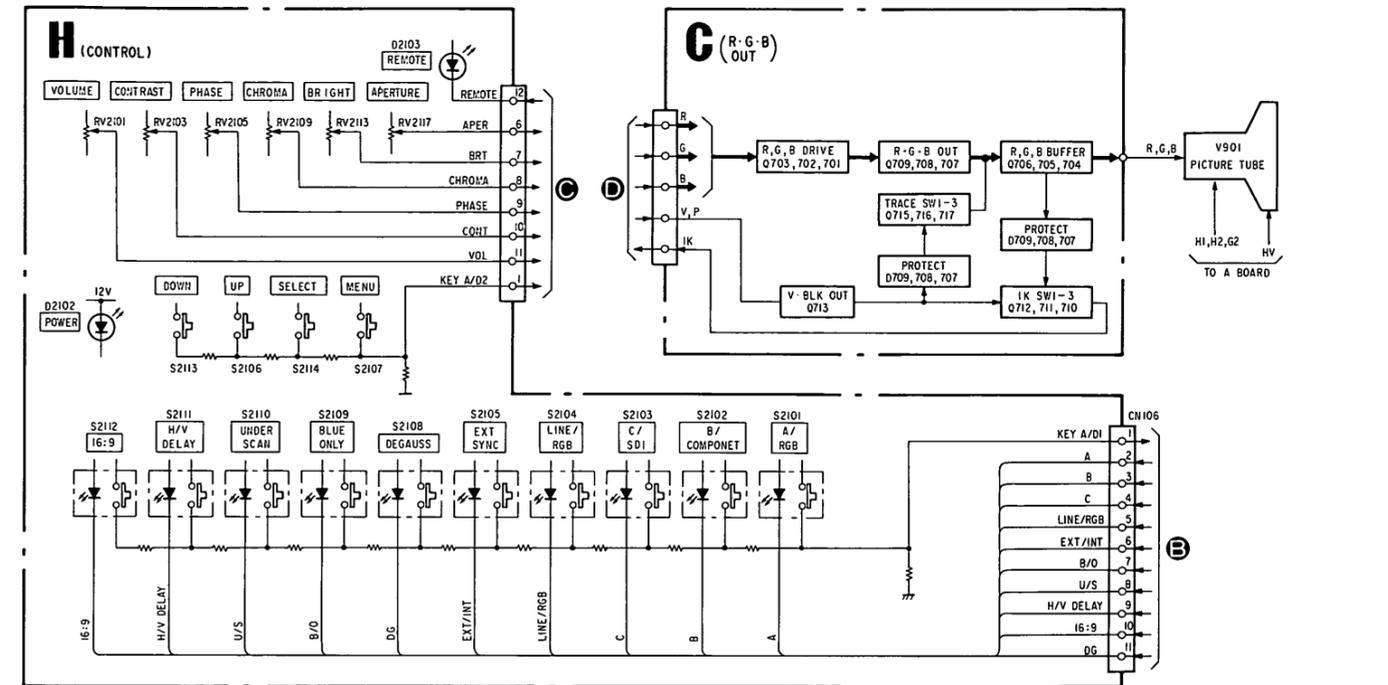 H (CONTROL)
D2103
REMOTE
VOLUME CONTRAST PHASE CHROMA BRIGHT APERTURE
RV2101 RV2103 RV2105 RV2109 RV2113 RV2117
REMOTE 12
APER 6
BRT 7
CHROMA 8
PHASE 9
CONT 10
VOL 11
KEY A/D2 1
C
12V
D2102
POWER
DOWN UP SELECT MENU
S2113 S2106 S2114 S2107
C (R·G·B OUT)
D
R
G
B
V,P
IK
R,G,B DRIVE
Q703,702,701
R·G·B OUT
Q709,708,707
R,G,B BUFFER
Q706,705,704
TRACE SW1-3
Q715,716,717
PROTECT
D709,708,707
PROTECT
D709,708,707
V·BLK OUT
Q713
IK SW1-3
Q712,711,710
R,G,B
V901
PICTURE TUBE
H1,H2,G2
HV
TO A BOARD
S2112
16:9
S2111
H/V
DELAY
S2110
UNDER
SCAN
S2109
BLUE
ONLY
S2108
DEGAUSS
S2105
EXT
SYNC
S2104
LINE/
RGB
S2103
C/
SDI
S2102
B/
COMPONET
S2101
A/
RGB
16:9
H/V DELAY
U/S
B/O
DG
EXT/INT
LINE/RGB
C
B
A
CN106
KEY A/D1 1
A 2
B 3
C 4
LINE/RGB 5
EXT/INT 6
B/O 7
U/S 8
H/V DELAY 9
16:9 10
DG 11
B